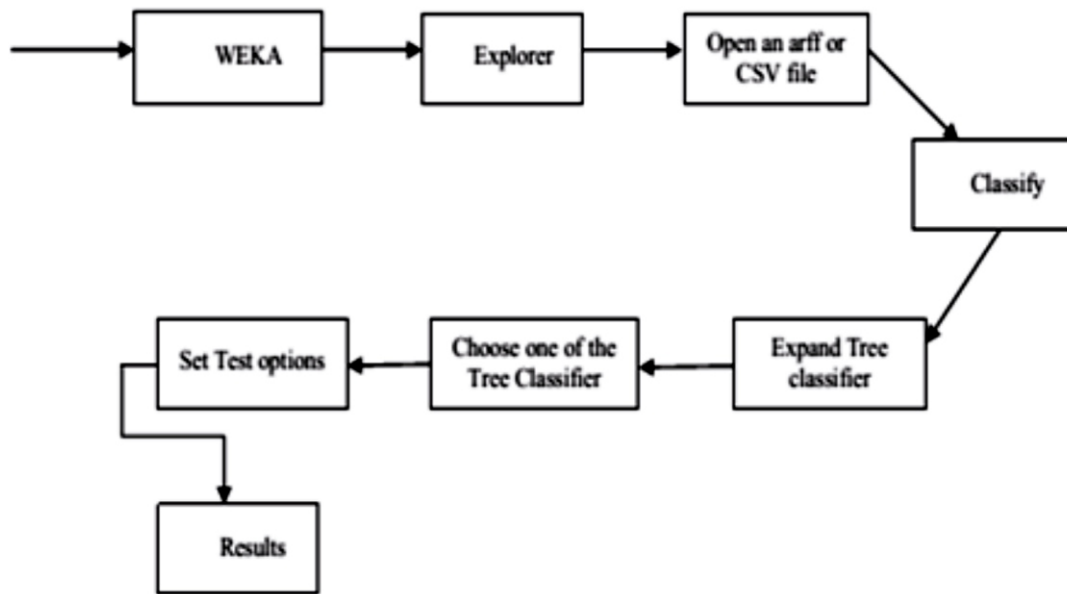 WEKA
Explorer
Open an arff or
CSV file
Classify
Expand Tree
classifier
Choose one of the
Tree Classifier
Set Test options
Results